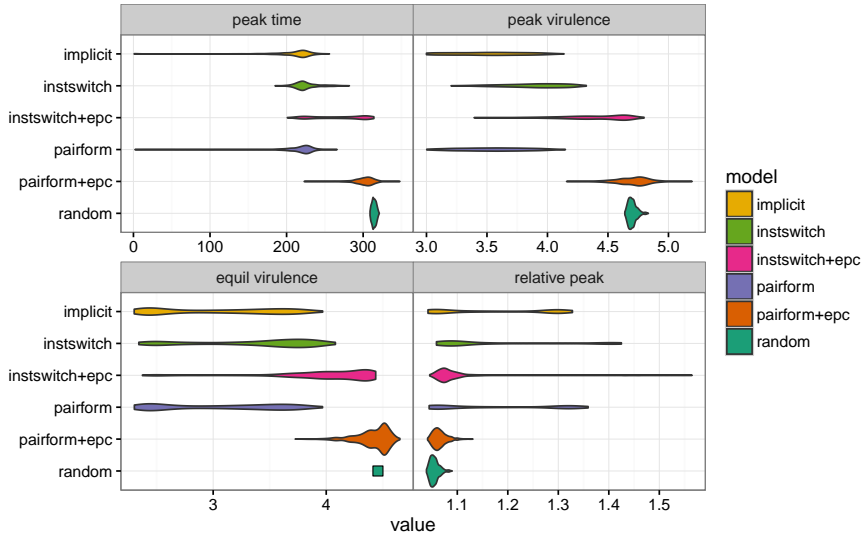 peak time
peak virulence
implicit
instswitch
instswitch+epc
pairform
pairform+epc
random
0 100 200 300
3.0 3.5 4.0 4.5 5.0
equil virulence
relative peak
implicit
instswitch
instswitch+epc
pairform
pairform+epc
random
3 4
1.1 1.2 1.3 1.4 1.5
value
model
implicit
instswitch
instswitch+epc
pairform
pairform+epc
random